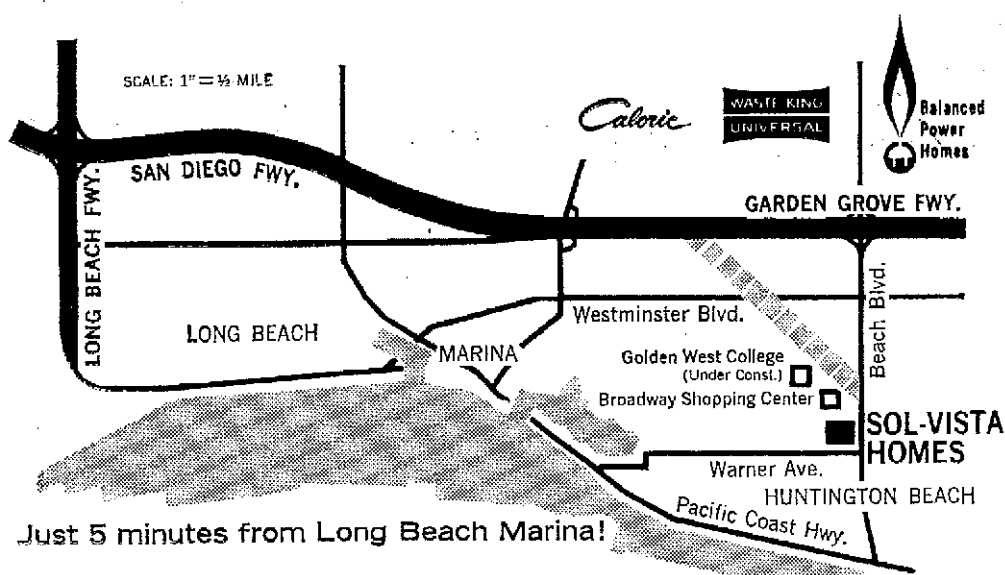 SCALE: 1" = ½ MILE
Caloric
WASTE KING
UNIVERSAL
Balanced
Power
Homes
SAN DIEGO FWY.
GARDEN GROVE FWY.
LONG BEACH FWY.
Beach Blvd.
LONG BEACH
Westminster Blvd.
MARINA
Golden West College
(Under Const.)
Broadway Shopping Center
SOL-VISTA
HOMES
Warner Ave.
HUNTINGTON BEACH
Pacific Coast Hwy.
Just 5 minutes from Long Beach Marina!